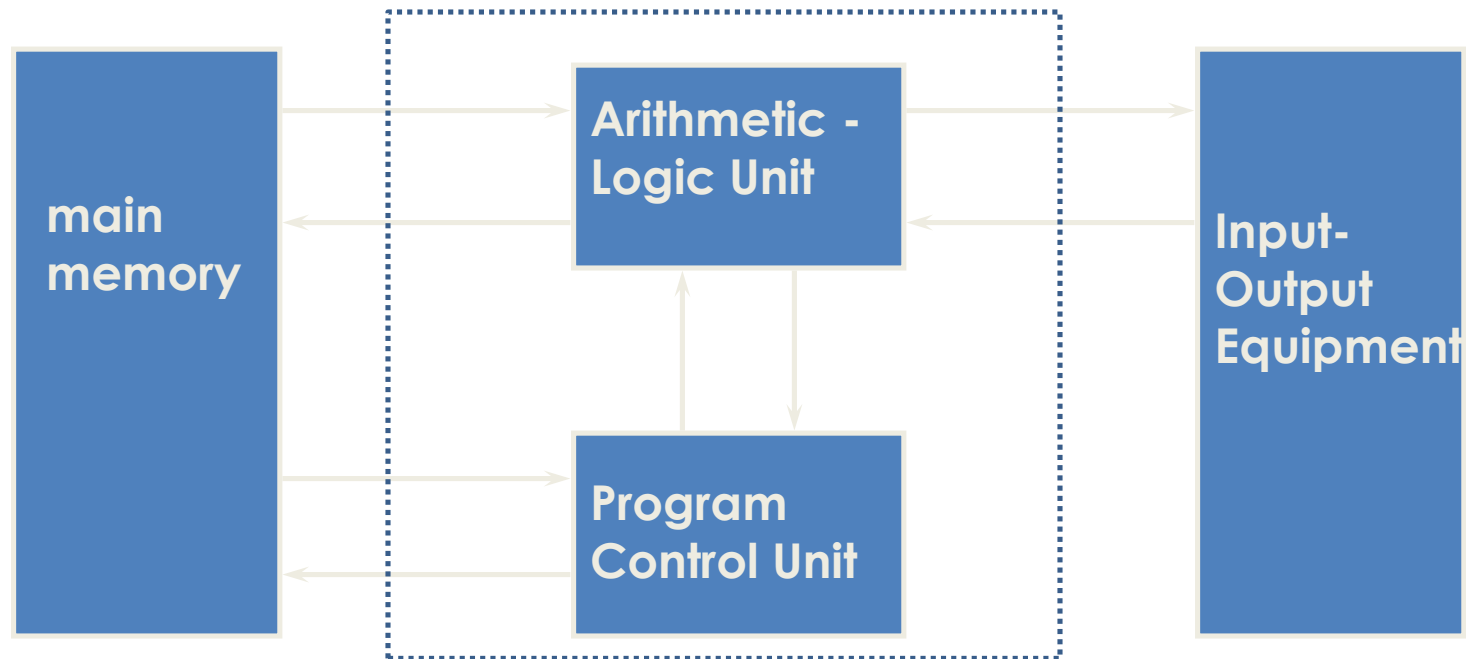 main
memory
Arithmetic -
Logic Unit
Program
Control Unit
Input-
Output
Equipment